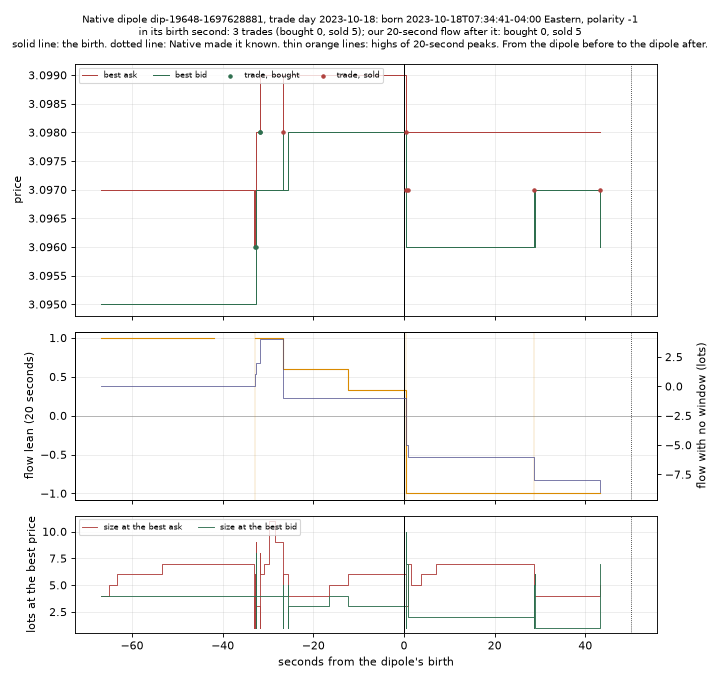 Native dipole dip-19648-1697628881, trade day 2023-10-18: born 2023-10-18T07:34:41-04:00 Eastern, polarity -1
in its birth second: 3 trades (bought 0, sold 5); our 20-second flow after it: bought 0, sold 5
solid line: the birth. dotted line: Native made it known. thin orange lines: highs of 20-second peaks. From the dipole before to the dipole after.
best ask
best bid
trade, bought
trade, sold
3.0990
3.0985
3.0980
3.0975
3.0970
3.0965
3.0960
3.0955
3.0950
price
1.0
0.5
0.0
−0.5
−1.0
flow lean (20 seconds)
2.5
0.0
−2.5
−5.0
−7.5
flow with no window (lots)
size at the best ask
size at the best bid
10.0
7.5
5.0
2.5
lots at the best price
−60
−40
−20
0
20
40
seconds from the dipole's birth